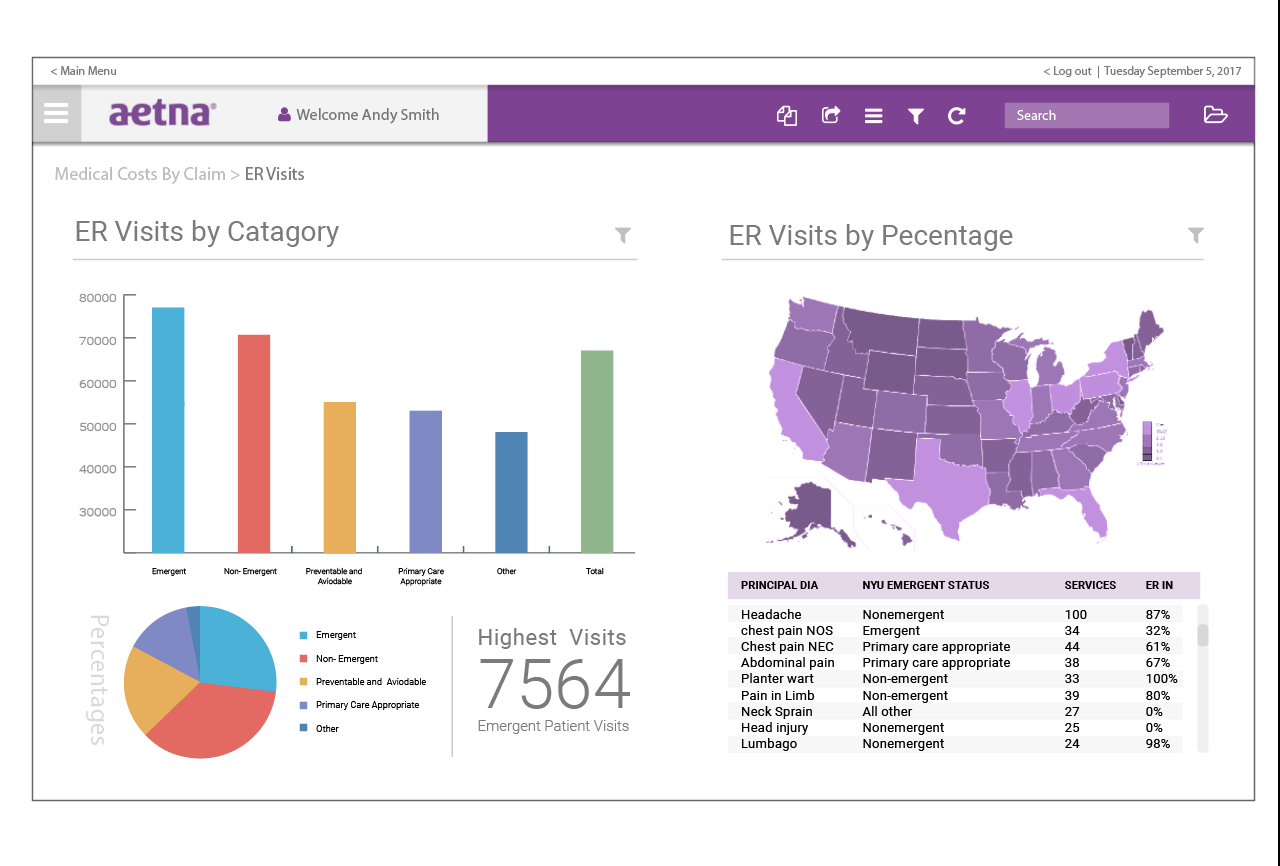 < Main Menu
< Log out | Tuesday September 5, 2017
aetna®
Welcome Andy Smith
Search
Medical Costs By Claim > ER Visits
ER Visits by Catagory
80000
70000
60000
50000
40000
30000
Emergent
Non- Emergent
Preventable and
Aviodable
Primary Care
Appropriate
Other
Total
Percentages
Emergent
Non- Emergent
Preventable and Aviodable
Primary Care Appropriate
Other
Highest Visits
7564
Emergent Patient Visits
ER Visits by Pecentage
PRINCIPAL DIA NYU EMERGENT STATUS SERVICES ER IN
Headache Nonemergent 100 87%
chest pain NOS Emergent 34 32%
Chest pain NEC Primary care appropriate 44 61%
Abdominal pain Primary care appropriate 38 67%
Planter wart Non-emergent 33 100%
Pain in Limb Non-emergent 39 80%
Neck Sprain All other 27 0%
Head injury Nonemergent 25 0%
Lumbago Nonemergent 24 98%